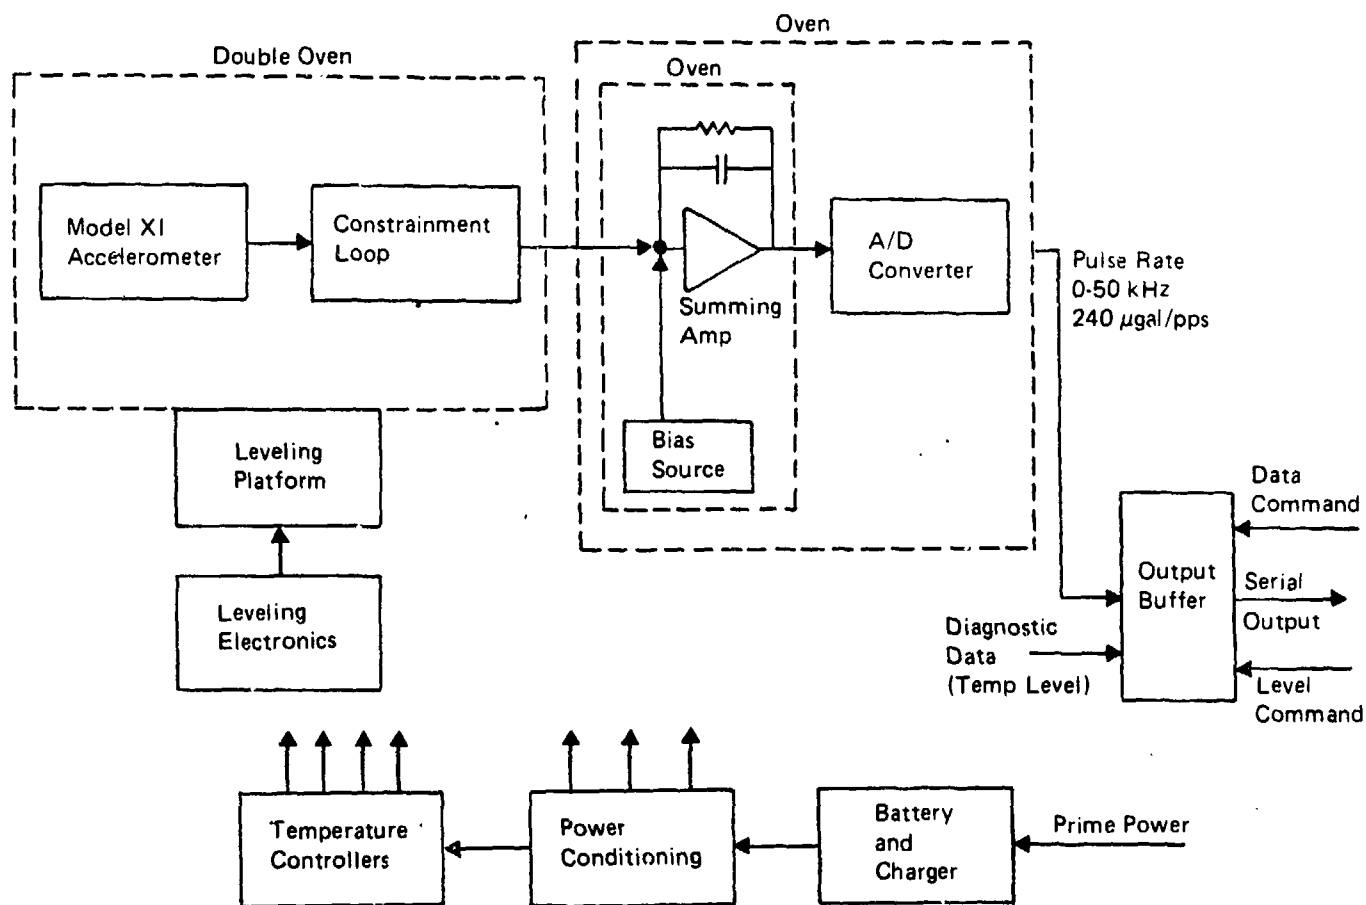 Oven
Double Oven
Oven
Model XI
Accelerometer
Constrainment
Loop
Summing
Amp
A/D
Converter
Pulse Rate
0-50 kHz
240 µgal/pps
Bias
Source
Leveling
Platform
Leveling
Electronics
Data
Command
Output
Buffer
Serial
Output
Diagnostic
Data
(Temp Level)
Level
Command
Temperature
Controllers
Power
Conditioning
Battery
and
Charger
Prime Power